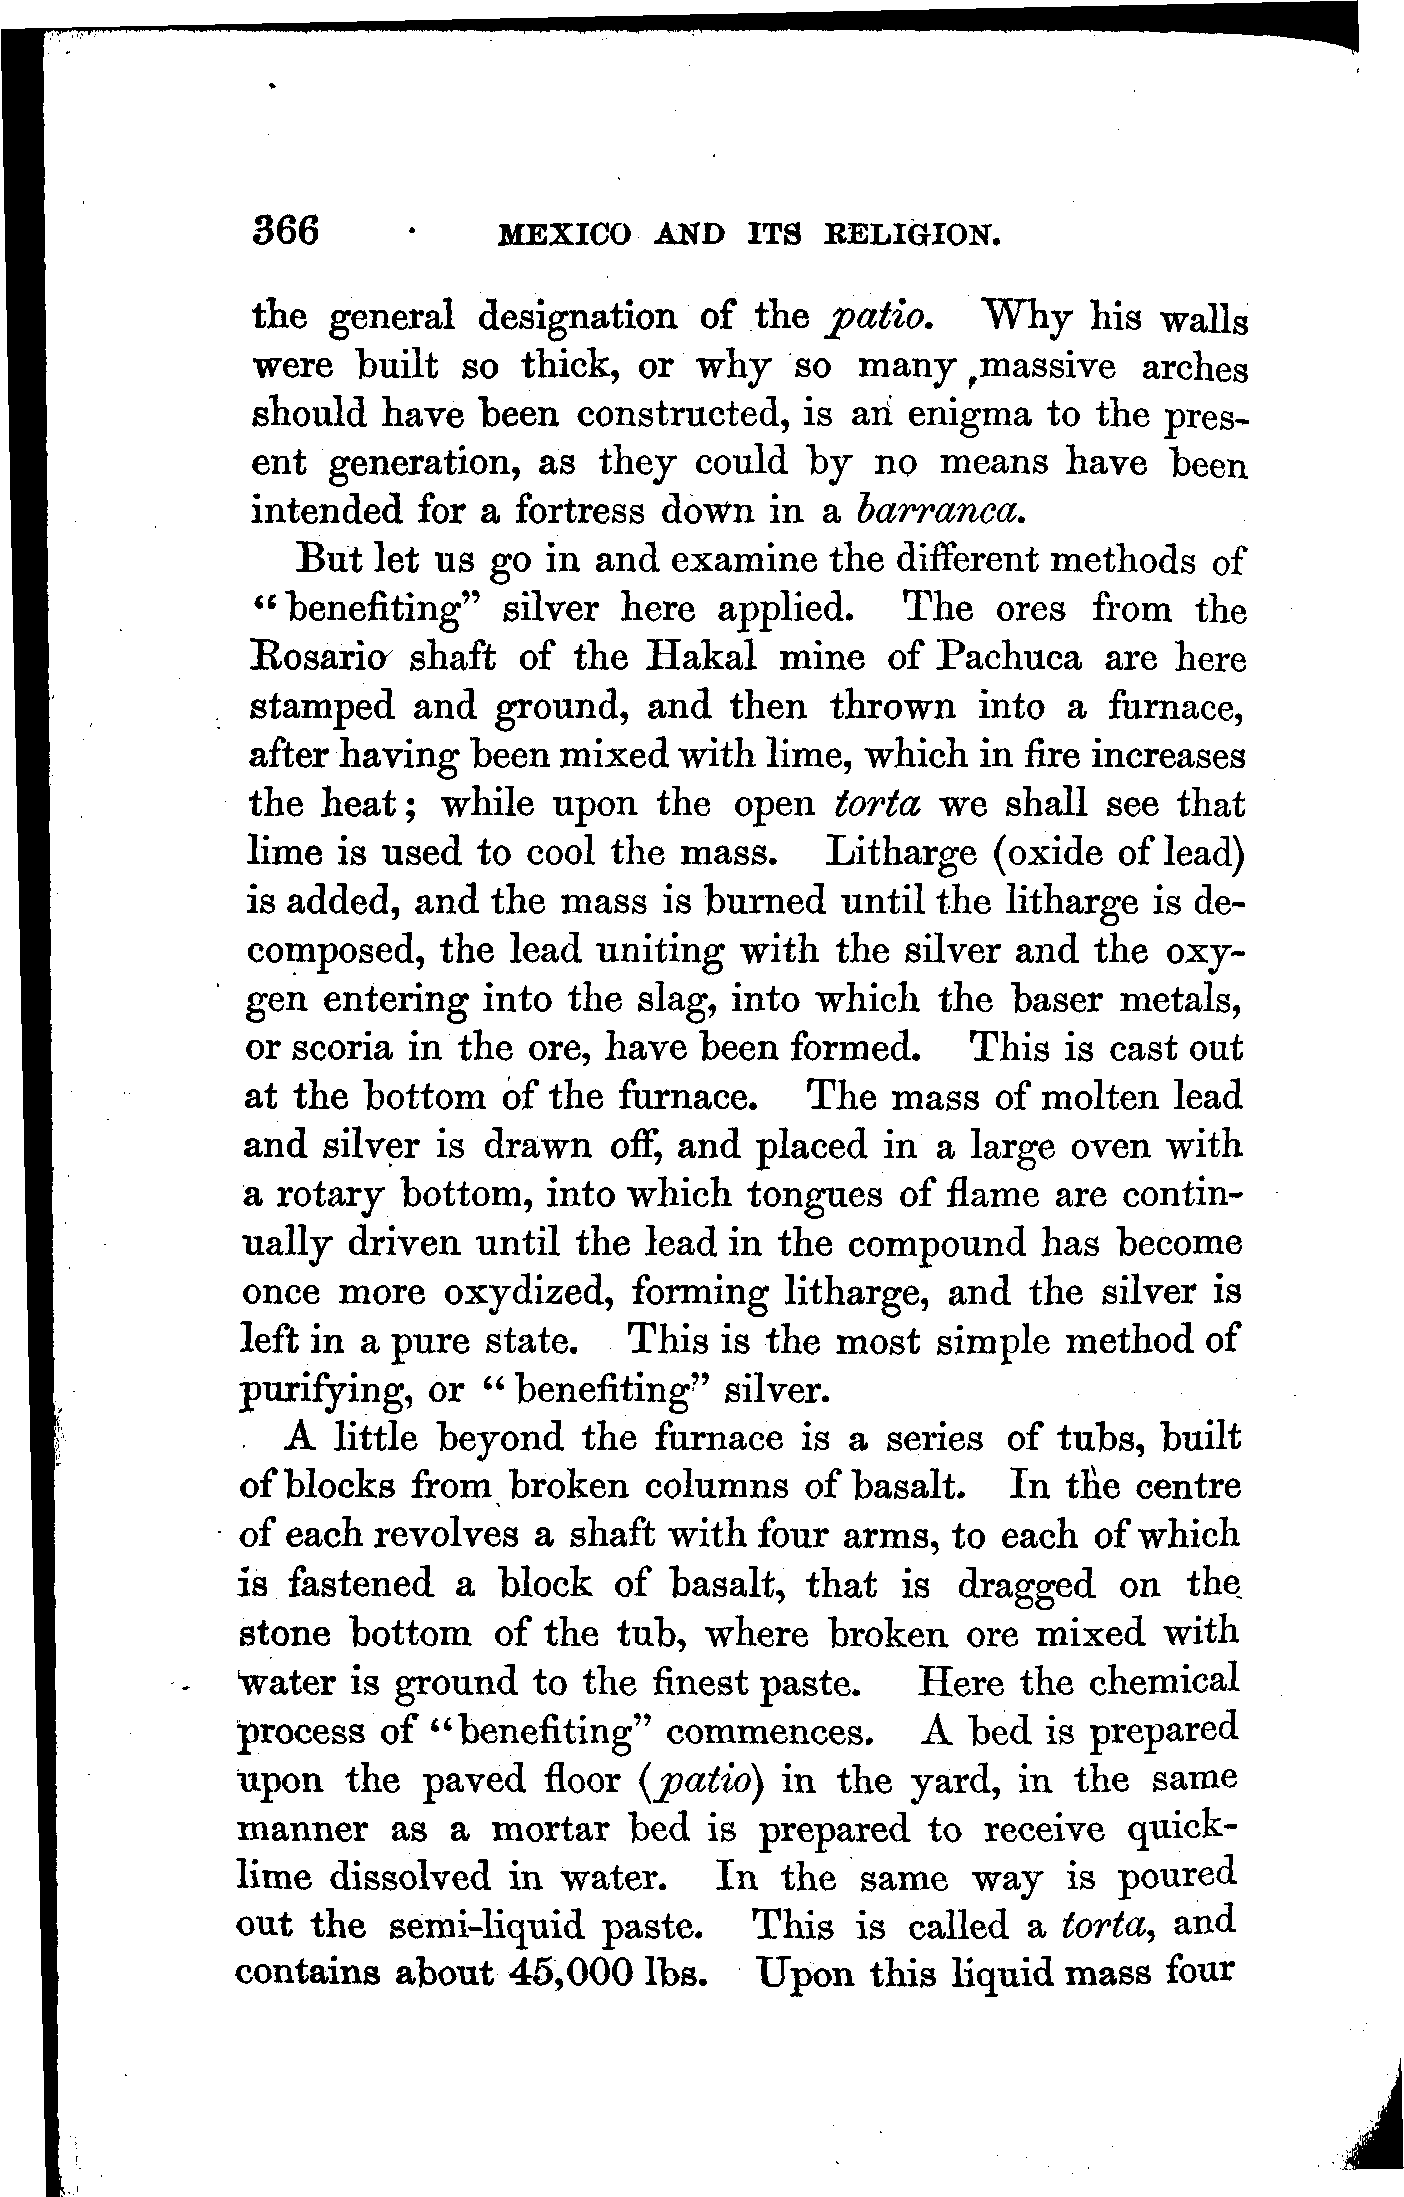 366 MEXICO AND ITS RELIGION.
the general designation of the patio. Why his walls
were built so thick, or why so many massive arches
should have been constructed, is an enigma to the pres-
ent generation, as they could by no means have been
intended for a fortress down in a barranca.
But let us go in and examine the different methods of
“benefiting” silver here applied. The ores from the
Rosario shaft of the Hakal mine of Pachuca are here
stamped and ground, and then thrown into a furnace,
after having been mixed with lime, which in fire increases
the heat; while upon the open torta we shall see that
lime is used to cool the mass. Litharge (oxide of lead)
is added, and the mass is burned until the litharge is de-
composed, the lead uniting with the silver and the oxy-
gen entering into the slag, into which the baser metals,
or scoria in the ore, have been formed. This is cast out
at the bottom of the furnace. The mass of molten lead
and silver is drawn off, and placed in a large oven with
a rotary bottom, into which tongues of flame are contin-
ually driven until the lead in the compound has become
once more oxydized, forming litharge, and the silver is
left in a pure state. This is the most simple method of
purifying, or “benefiting” silver.
A little beyond the furnace is a series of tubs, built
of blocks from broken columns of basalt. In the centre
of each revolves a shaft with four arms, to each of which
is fastened a block of basalt, that is dragged on the
stone bottom of the tub, where broken ore mixed with
water is ground to the finest paste. Here the chemical
process of “benefiting” commences. A bed is prepared
upon the paved floor (patio) in the yard, in the same
manner as a mortar bed is prepared to receive quick-
lime dissolved in water. In the same way is poured
out the semi-liquid paste. This is called a torta, and
contains about 45,000 lbs. Upon this liquid mass four